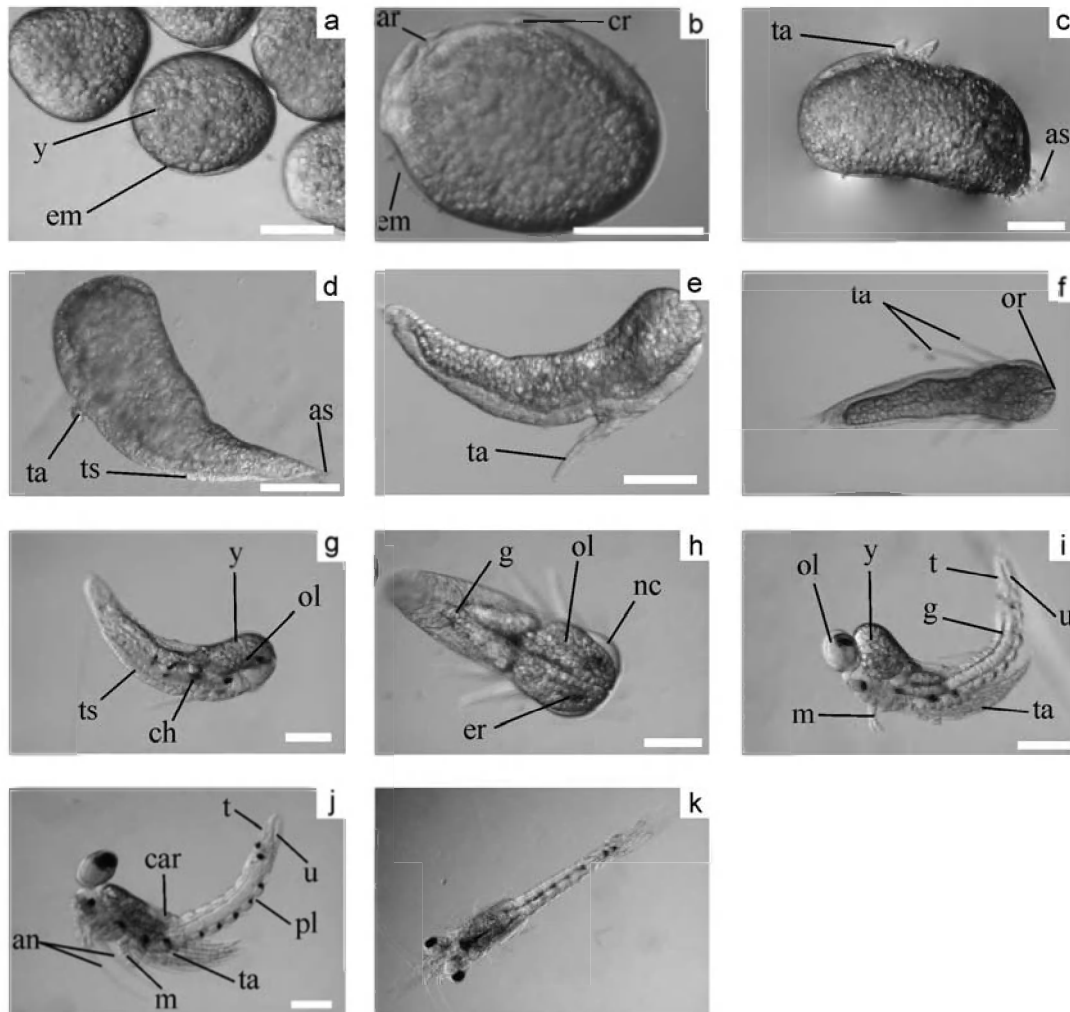 a
y
em
b
ar
cr
em
c
ta
as
d
ta
ts
as
e
ta
f
ta
or
g
y
ol
ts
ch
h
g
ol
nc
er
i
ol
y
t
u
g
m
ta
j
t
u
car
pl
an
m
ta
k